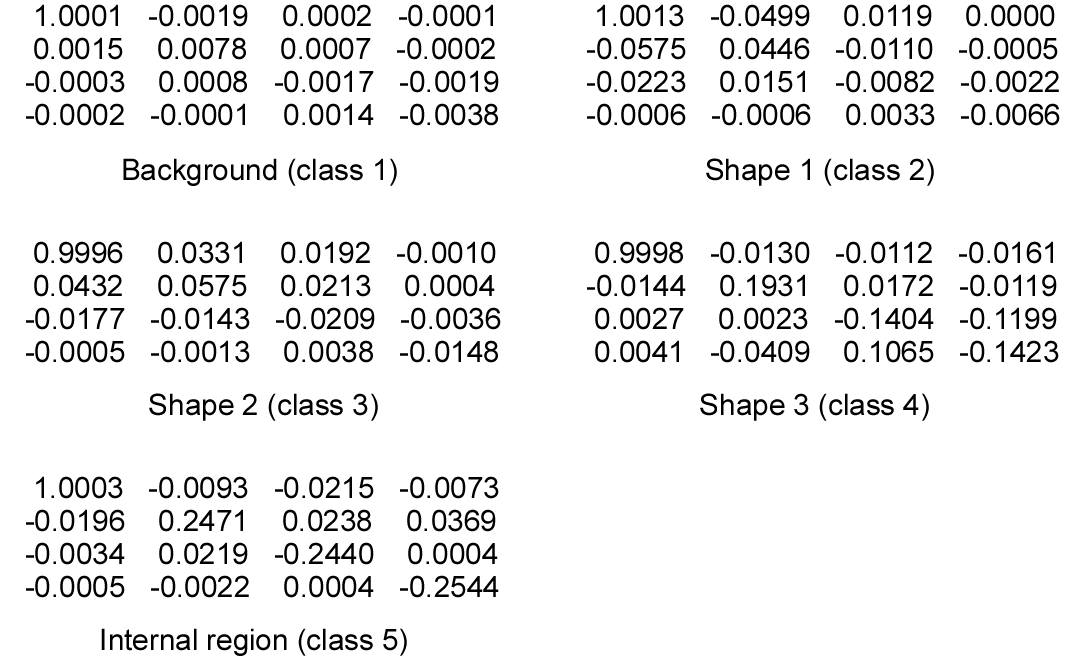 1.0001 -0.0019 0.0002 -0.0001
0.0015 0.0078 0.0007 -0.0002
-0.0003 0.0008 -0.0017 -0.0019
-0.0002 -0.0001 0.0014 -0.0038
Background (class 1)
1.0013 -0.0499 0.0119 0.0000
-0.0575 0.0446 -0.0110 -0.0005
-0.0223 0.0151 -0.0082 -0.0022
-0.0006 -0.0006 0.0033 -0.0066
Shape 1 (class 2)
0.9996 0.0331 0.0192 -0.0010
0.0432 0.0575 0.0213 0.0004
-0.0177 -0.0143 -0.0209 -0.0036
-0.0005 -0.0013 0.0038 -0.0148
Shape 2 (class 3)
0.9998 -0.0130 -0.0112 -0.0161
-0.0144 0.1931 0.0172 -0.0119
0.0027 0.0023 -0.1404 -0.1199
0.0041 -0.0409 0.1065 -0.1423
Shape 3 (class 4)
1.0003 -0.0093 -0.0215 -0.0073
-0.0196 0.2471 0.0238 0.0369
-0.0034 0.0219 -0.2440 0.0004
-0.0005 -0.0022 0.0004 -0.2544
Internal region (class 5)